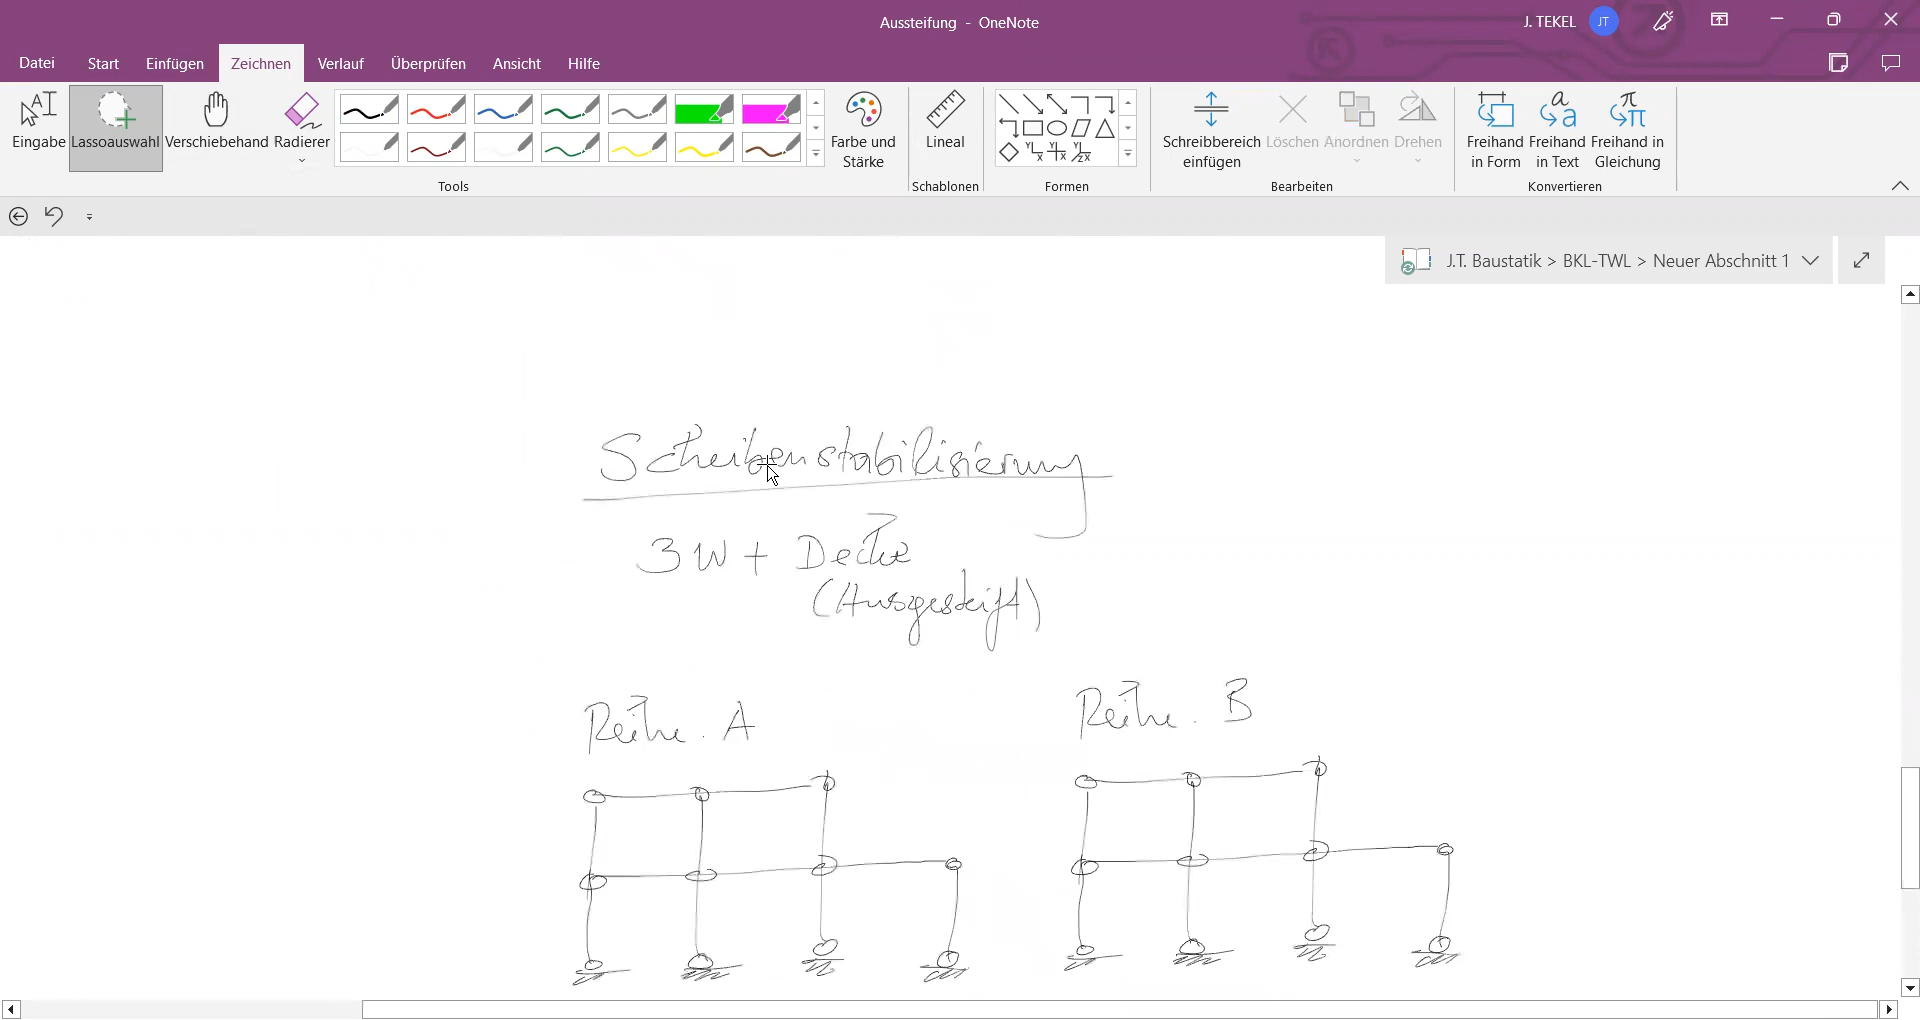 Aussteifung - OneNote
J. TEKEL JT
Datei Start Einfügen Zeichnen Verlauf Überprüfen Ansicht Hilfe
Eingabe Lassoauswahl Verschiebehand Radierer
Farbe und Stärke
Lineal
Schreibbereich einfügen
Löschen Anordnen Drehen
Freihand in Form
Freihand in Text
Freihand in Gleichung
Tools Schablonen Formen Bearbeiten Konvertieren
J.T. Baustatik > BKL-TWL > Neuer Abschnitt 1
Scheibenstabilisierung
3 W + Decke
(Ausgesteift)
Reihe. A Reihe. B